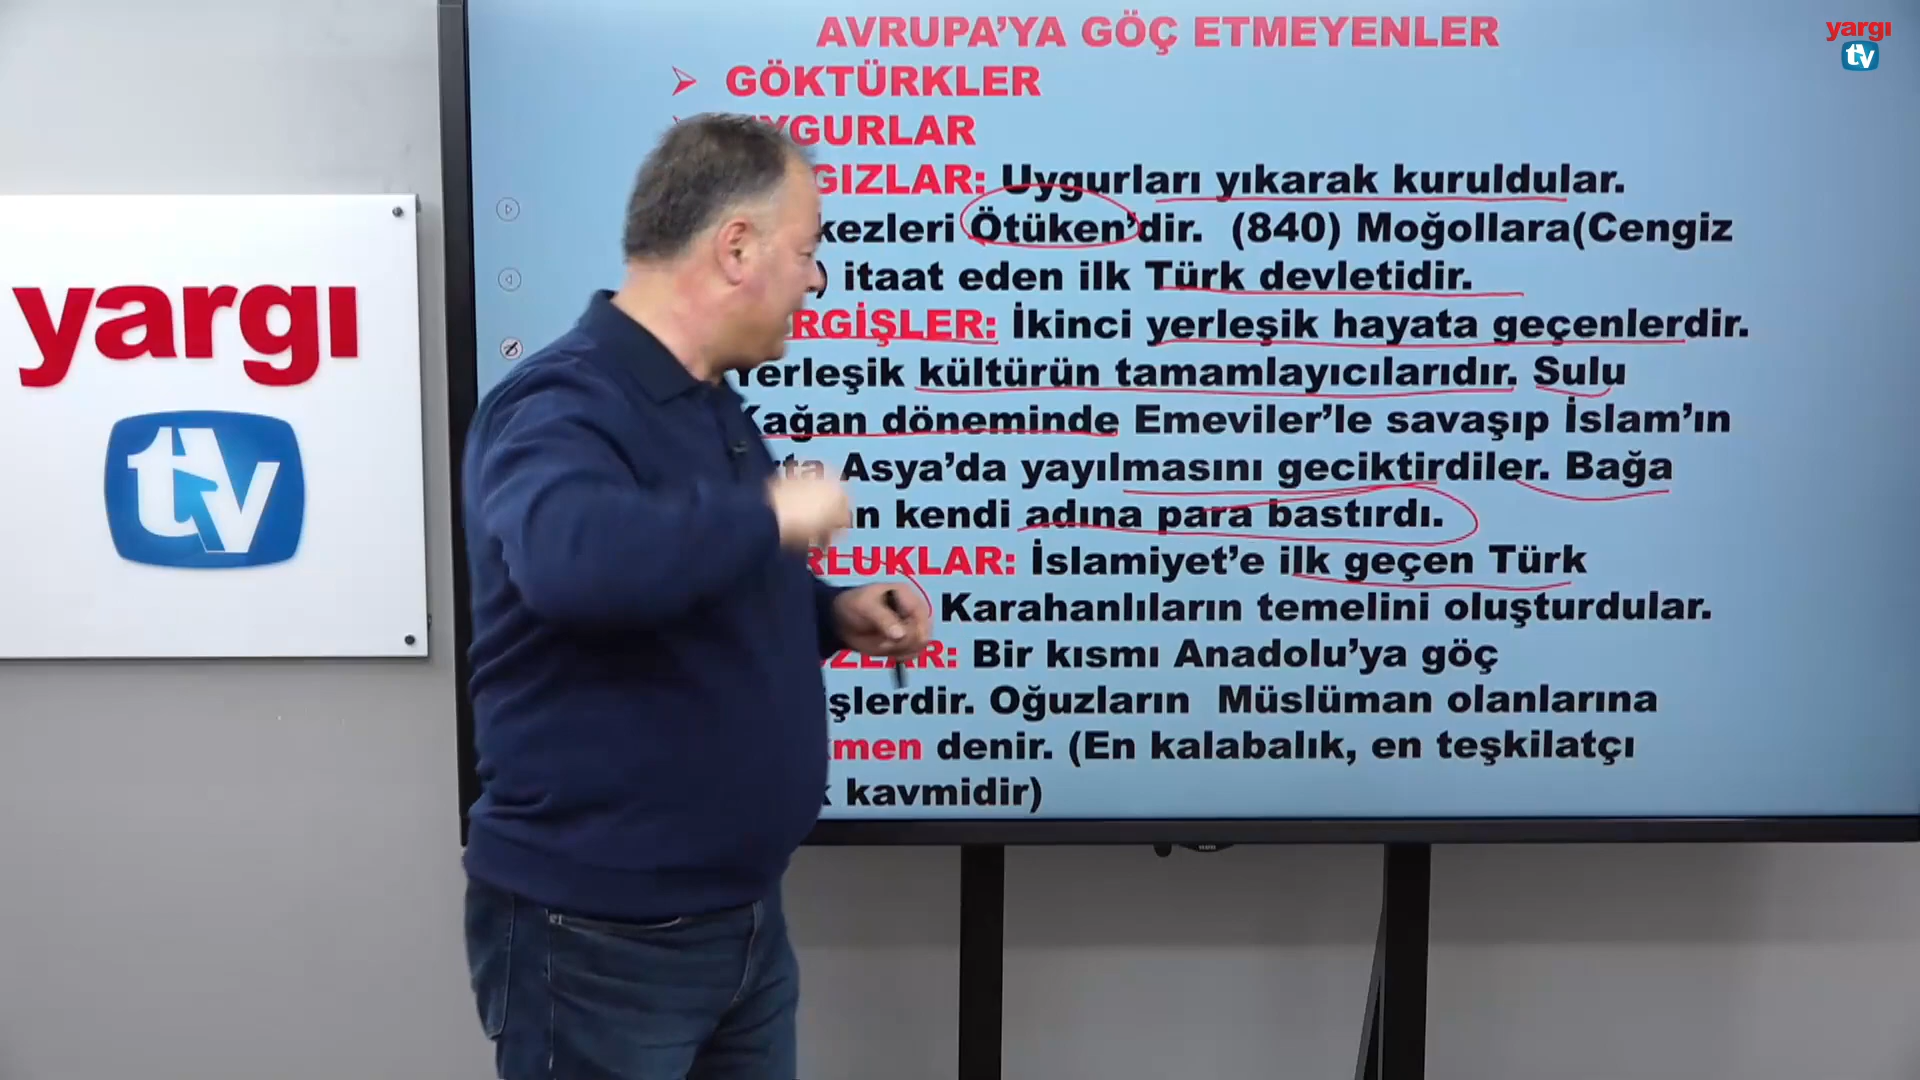 AVRUPA’YA GÖÇ ETMEYENLER
GÖKTÜRKLER
YGURLAR
GIZLAR: Uygurları yıkarak kuruldular.
kezleri Ötüken’dir. (840) Moğollara(Cengiz
) itaat eden ilk Türk devletidir.
RGİŞLER: İkinci yerleşik hayata geçenlerdir.
Yerleşik kültürün tamamlayıcılarıdır. Sulu
Kağan döneminde Emeviler’le savaşıp İslam’ın
rta Asya’da yayılmasını geciktirdiler. Bağa
n kendi adına para bastırdı.
RLUKLAR: İslamiyet’e ilk geçen Türk
Karahanlıların temelini oluşturdular.
ZLAR: Bir kısmı Anadolu’ya göç
şlerdir. Oğuzların Müslüman olanlarına
kmen denir. (En kalabalık, en teşkilatçı
k kavmidir)
yargı
tv
yargı
tv